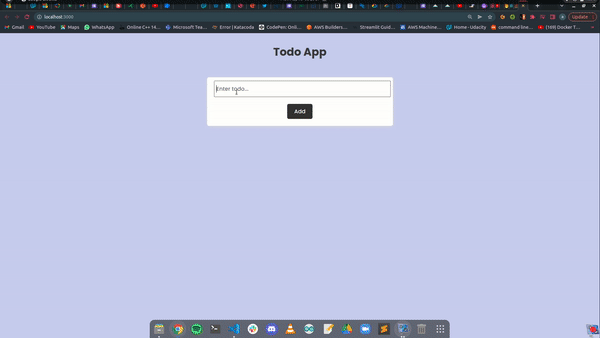 localhost:3000
Update
Gmail
YouTube
Maps
WhatsApp
Online C++ 14...
Microsoft Tea...
Error | Katacoda
CodePen: Onli...
AWS Builders...
Streamlit Guid...
AWS Machine...
Home - Udacity
command line...
(169) Docker T...
Todo App
Enter todo...
Add